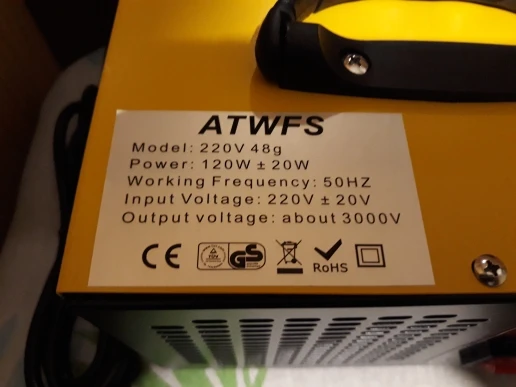 ATWFS
Model: 220V 48g
Power: 120W ± 20W
Working Frequency: 50HZ
Input Voltage: 220V ± 20V
Output voltage: about 3000V
CE GS RoHS